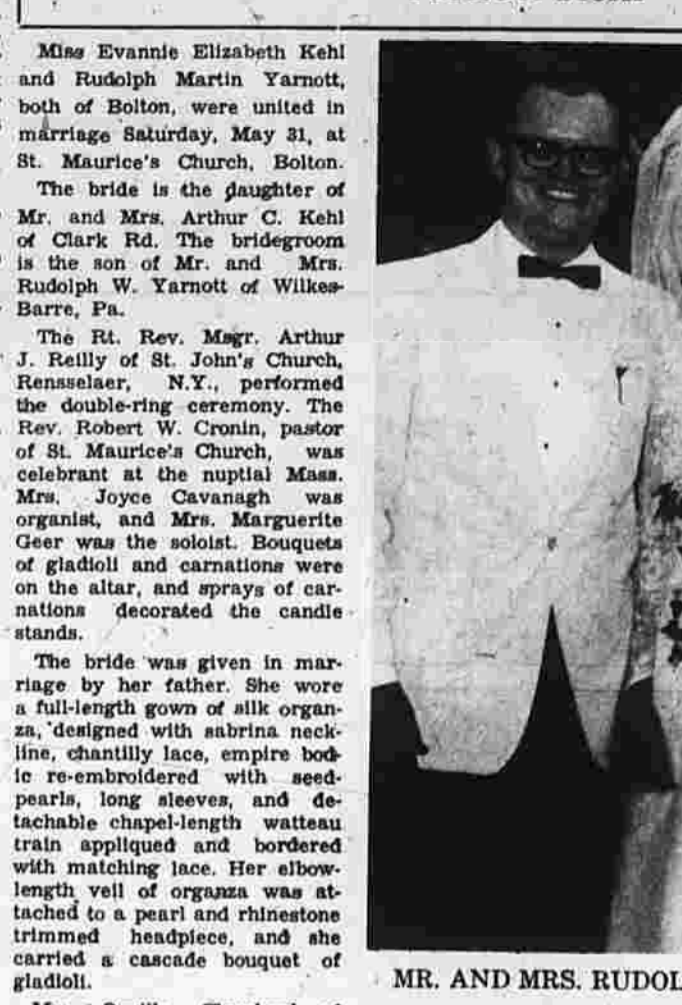 Miss Evannie Elizabeth Kehl
and Rudolph Martin Yarnott,
both of Bolton, were united in
marriage Saturday, May 31, at
St. Maurice's Church, Bolton.
The bride is the daughter of
Mr. and Mrs. Arthur C. Kehl
of Clark Rd. The bridegroom
is the son of Mr. and Mrs.
Rudolph W. Yarnott of Wilkes-
Barre, Pa.
The Rt. Rev. Msgr. Arthur
J. Reilly of St. John's Church,
Rensselaer, N.Y., performed
the double-ring ceremony. The
Rev. Robert W. Cronin, pastor
of St. Maurice's Church, was
celebrant at the nuptial Mass.
Mrs. Joyce Cavanagh was
organist, and Mrs. Marguerite
Geer was the soloist. Bouquets
of gladioli and carnations were
on the altar, and sprays of car-
nations decorated the candle
stands.
The bride was given in mar-
riage by her father. She wore
a full-length gown of silk organ-
za, designed with sabrina neck-
line, chantilly lace, empire bod-
ic re-embroidered with seed-
pearls, long sleeves, and de-
tachable chapel-length watteau
train appliqued and bordered
with matching lace. Her elbow-
length veil of organza was at-
tached to a pearl and rhinestone
trimmed headpiece, and she
carried a cascade bouquet of
gladioli.
MR. AND MRS. RUDOL